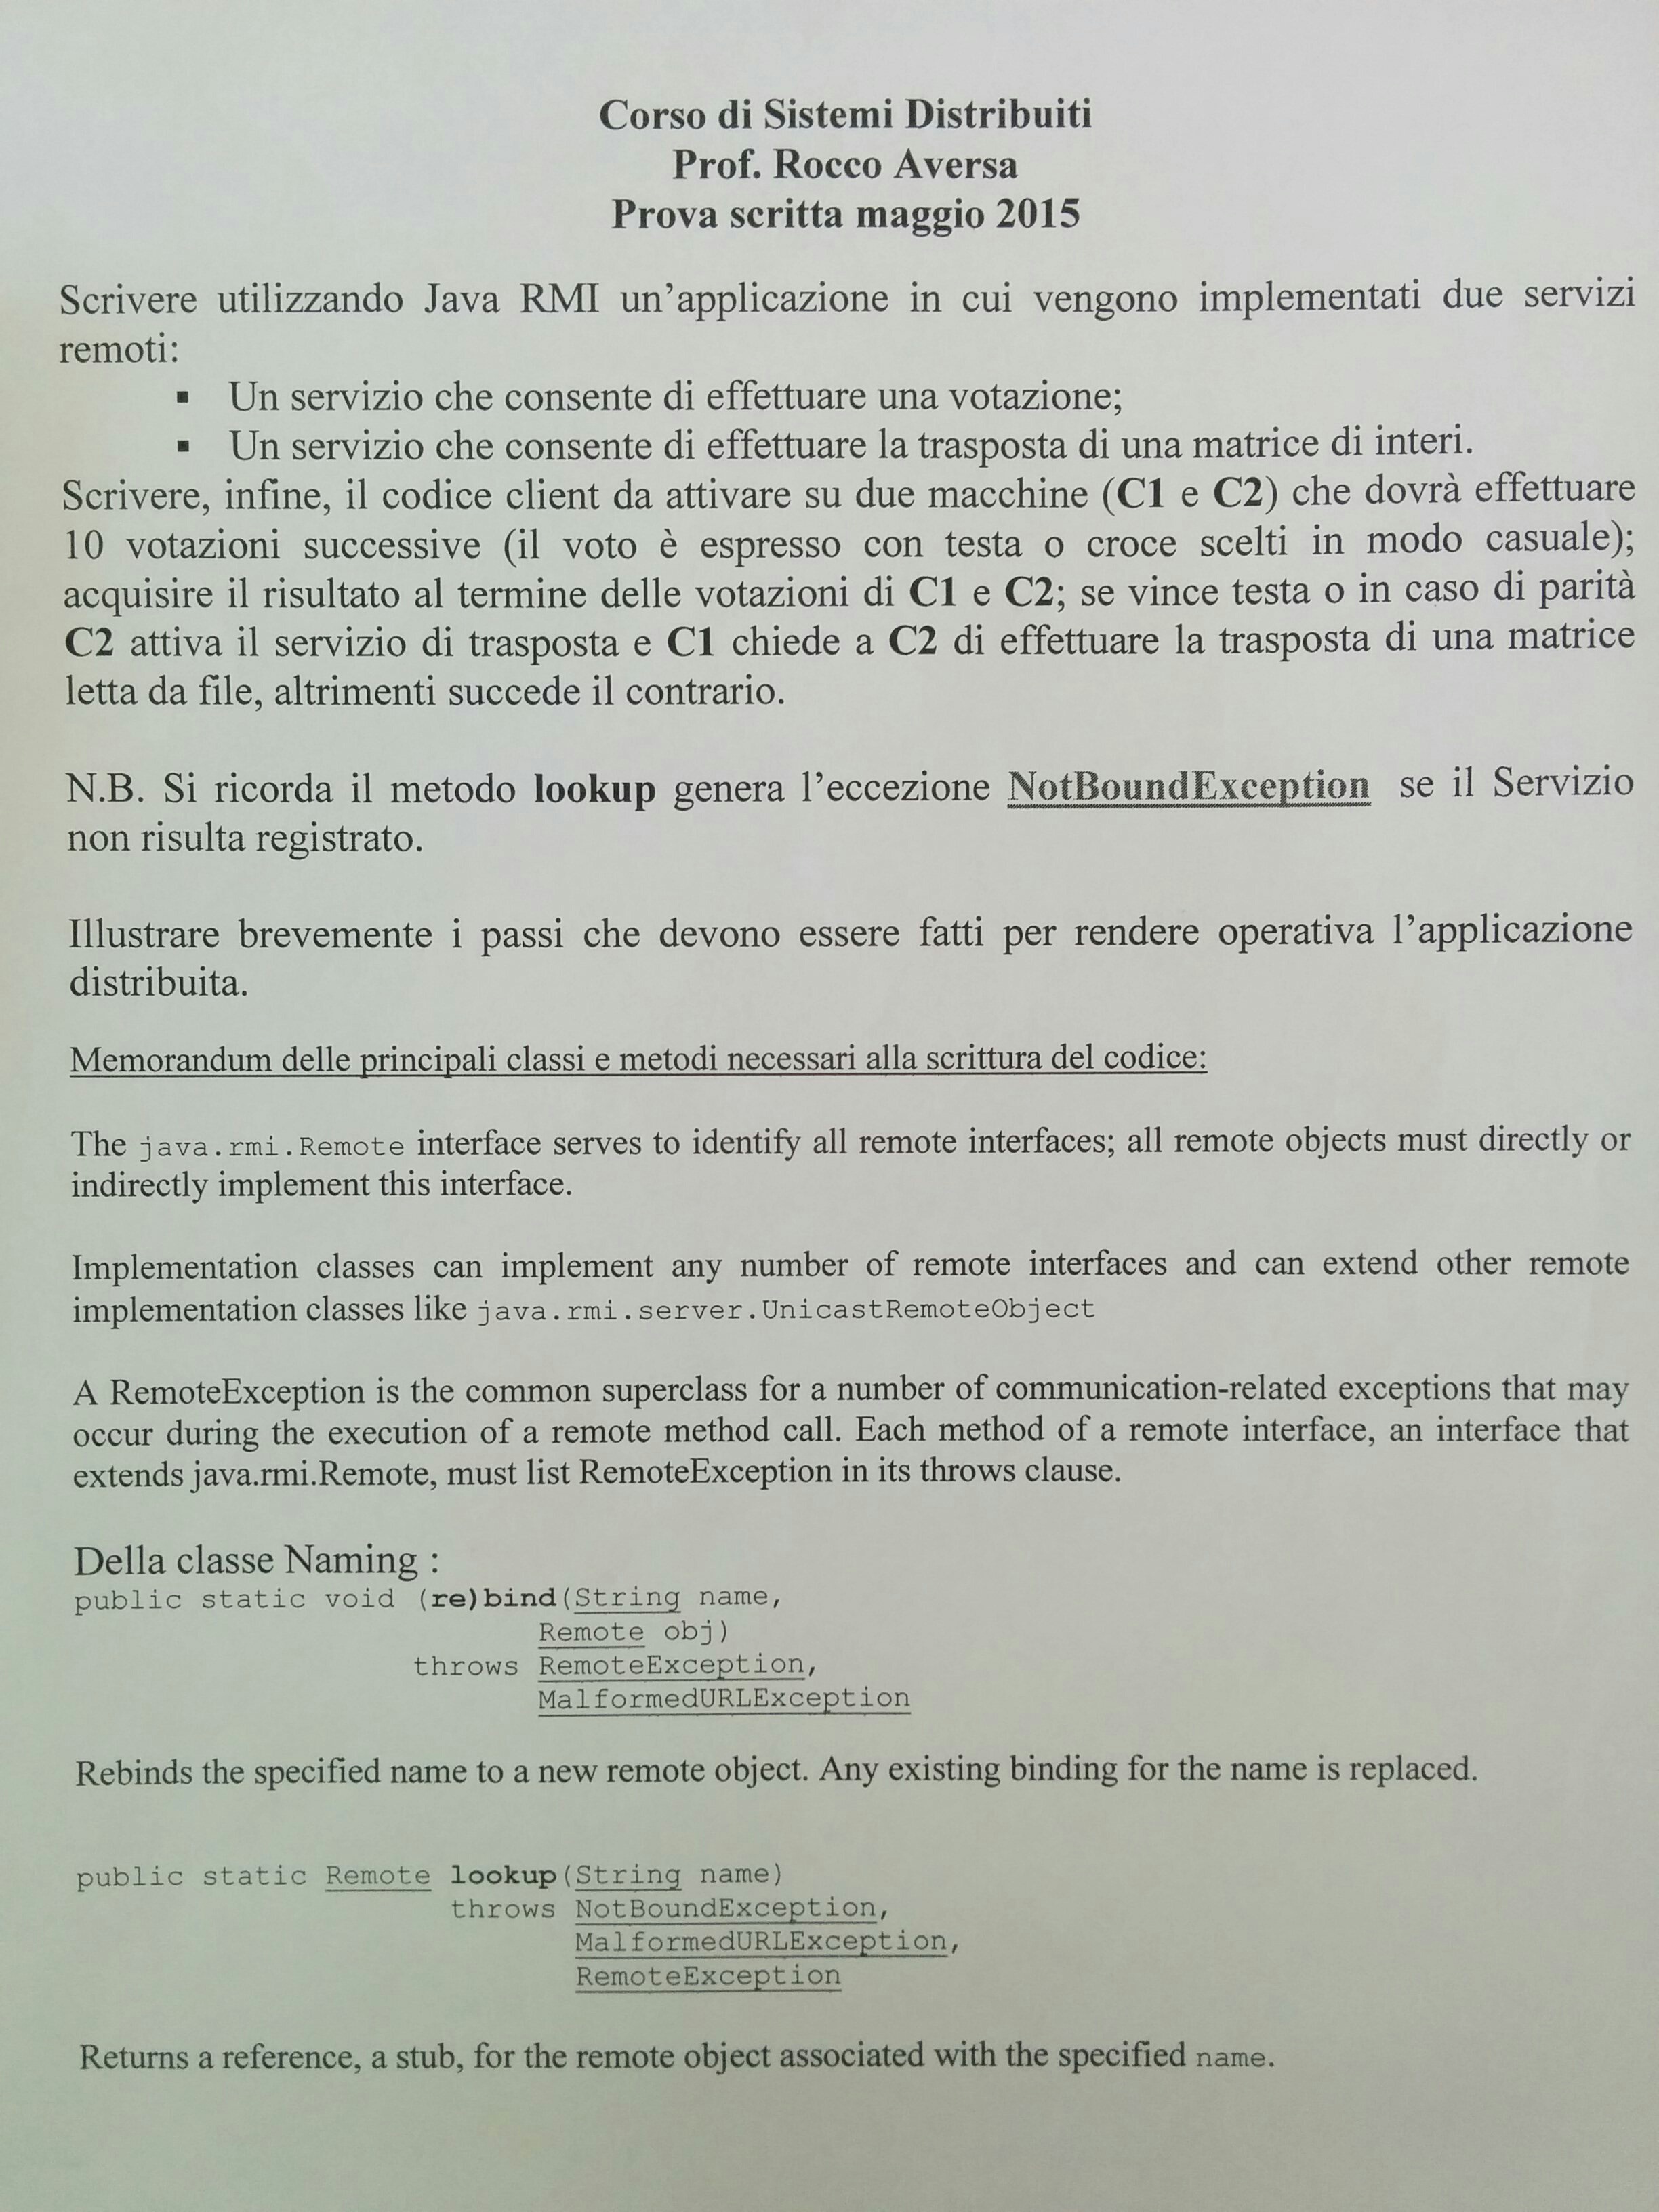 Corso di Sistemi Distribuiti
Prof. Rocco Aversa
Prova scritta maggio 2015
Scrivere utilizzando Java RMI un’applicazione in cui vengono implementati due servizi
remoti:
▪ Un servizio che consente di effettuare una votazione;
▪ Un servizio che consente di effettuare la trasposta di una matrice di interi.
Scrivere, infine, il codice client da attivare su due macchine (C1 e C2) che dovrà effettuare
10 votazioni successive (il voto è espresso con testa o croce scelti in modo casuale);
acquisire il risultato al termine delle votazioni di C1 e C2; se vince testa o in caso di parità
C2 attiva il servizio di trasposta e C1 chiede a C2 di effettuare la trasposta di una matrice
letta da file, altrimenti succede il contrario.
N.B. Si ricorda il metodo lookup genera l’eccezione NotBoundException se il Servizio
non risulta registrato.
Illustrare brevemente i passi che devono essere fatti per rendere operativa l’applicazione
distribuita.
Memorandum delle principali classi e metodi necessari alla scrittura del codice:
The java.rmi.Remote interface serves to identify all remote interfaces; all remote objects must directly or
indirectly implement this interface.
Implementation classes can implement any number of remote interfaces and can extend other remote
implementation classes like java.rmi.server.UnicastRemoteObject
A RemoteException is the common superclass for a number of communication-related exceptions that may
occur during the execution of a remote method call. Each method of a remote interface, an interface that
extends java.rmi.Remote, must list RemoteException in its throws clause.
Della classe Naming :
public static void (re)bind(String name,
Remote obj)
throws RemoteException,
MalformedURLException
Rebinds the specified name to a new remote object. Any existing binding for the name is replaced.
public static Remote lookup(String name)
throws NotBoundException,
MalformedURLException,
RemoteException
Returns a reference, a stub, for the remote object associated with the specified name.